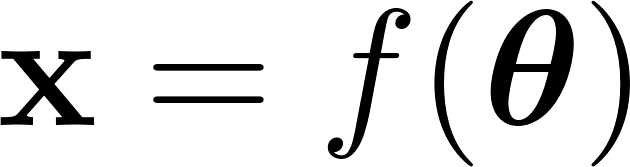 𝐱 = f(𝜽)